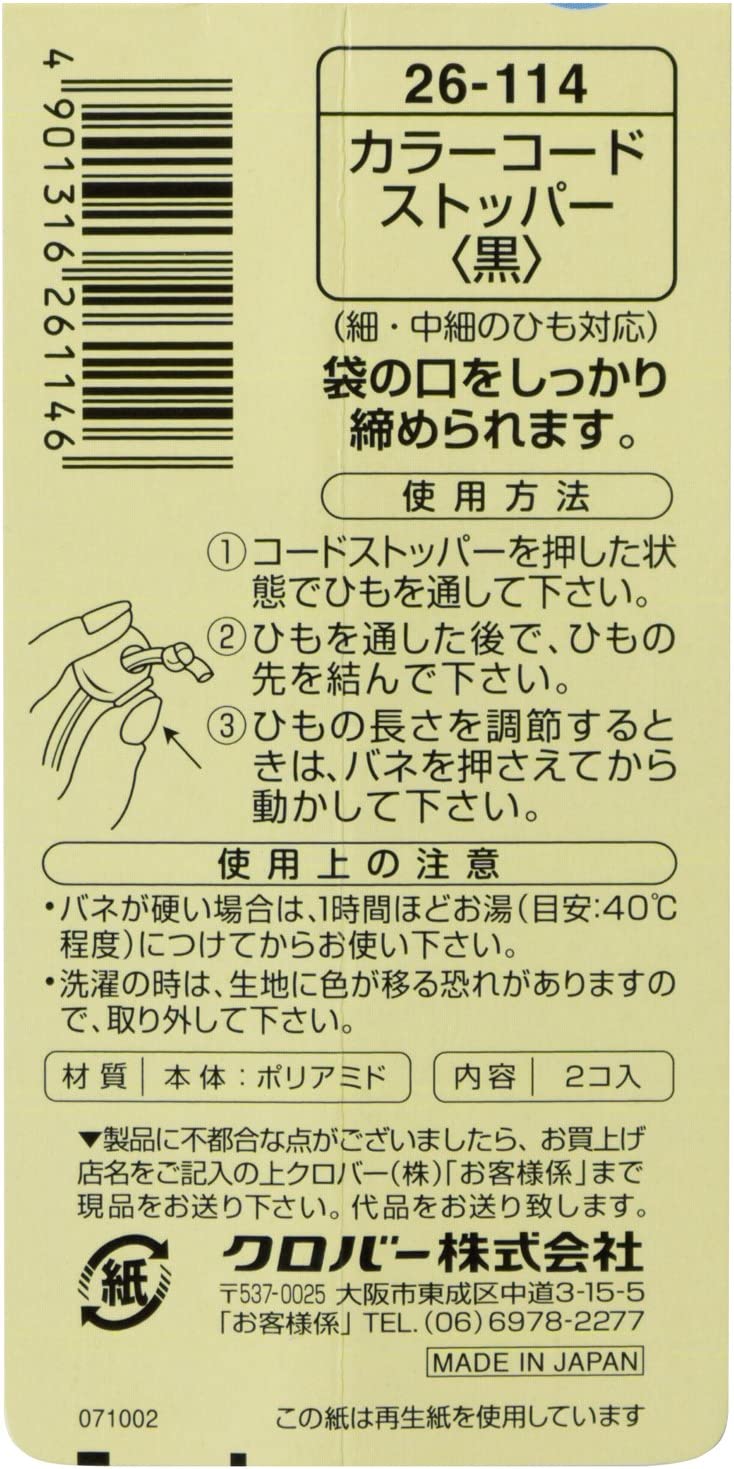 4901316261146
26-114
カラーコード
ストッパー
〈黒〉
(細・中細のひも対応)
袋の口をしっかり
締められます。
使用方法
①コードストッパーを押した状
態でひもを通して下さい。
②ひもを通した後で、ひもの
先を結んで下さい。
③ひもの長さを調節すると
きは、バネを押さえてから
動かして下さい。
使用上の注意
•バネが硬い場合は、1時間ほどお湯(目安:40℃
程度)につけてからお使い下さい。
•洗濯の時は、生地に色が移る恐れがありますの
で、取り外して下さい。
材質│本体:ポリアミド 内容│2コ入
▼製品に不都合な点がございましたら、お買上げ
店名をご記入の上クロバー(株)「お客様係」まで
現品をお送り下さい。代品をお送り致します。
紙
クロバー株式会社
〒537-0025 大阪市東成区中道3-15-5
「お客様係」TEL.(06)6978-2277
MADE IN JAPAN
071002 この紙は再生紙を使用しています